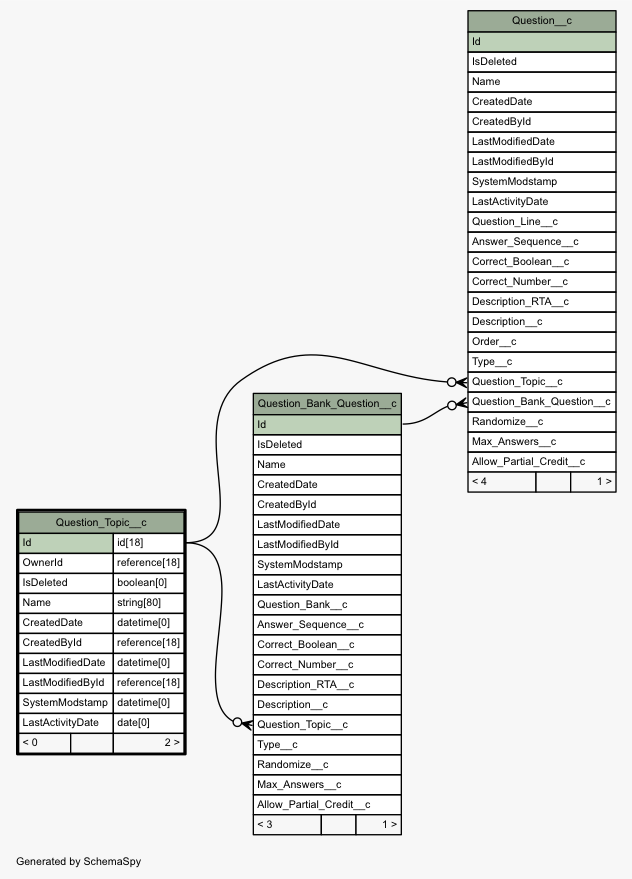 Question__c
Id
IsDeleted
Name
CreatedDate
CreatedById
LastModifiedDate
LastModifiedById
SystemModstamp
LastActivityDate
Question_Line__c
Answer_Sequence__c
Correct_Boolean__c
Correct_Number__c
Description_RTA__c
Description__c
Order__c
Type__c
Question_Topic__c
Question_Bank_Question__c
Randomize__c
Max_Answers__c
Allow_Partial_Credit__c
< 4 1 >
Question_Bank_Question__c
Id
IsDeleted
Name
CreatedDate
CreatedById
LastModifiedDate
LastModifiedById
SystemModstamp
LastActivityDate
Question_Bank__c
Answer_Sequence__c
Correct_Boolean__c
Correct_Number__c
Description_RTA__c
Description__c
Question_Topic__c
Type__c
Randomize__c
Max_Answers__c
Allow_Partial_Credit__c
< 3 1 >
Question_Topic__c
Id id[18]
OwnerId reference[18]
IsDeleted boolean[0]
Name string[80]
CreatedDate datetime[0]
CreatedById reference[18]
LastModifiedDate datetime[0]
LastModifiedById reference[18]
SystemModstamp datetime[0]
LastActivityDate date[0]
< 0 2 >
Generated by SchemaSpy